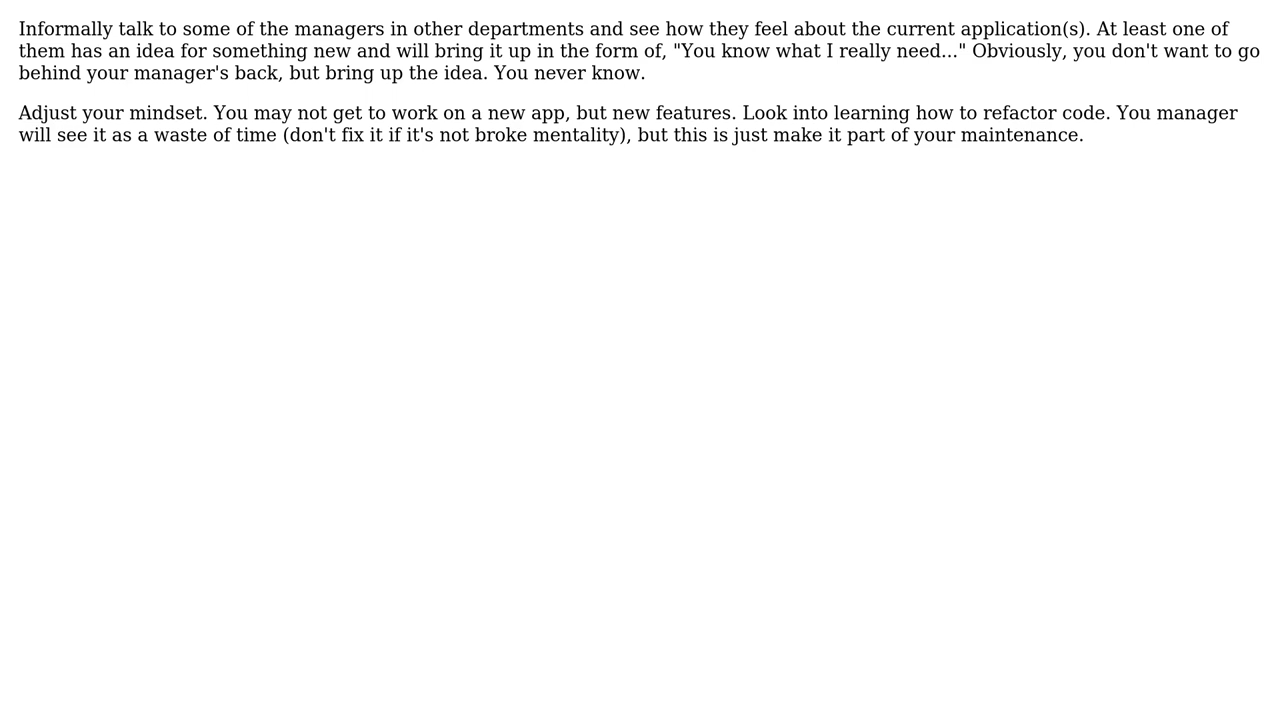 Informally talk to some of the managers in other departments and see how they feel about the current application(s). At least one of
them has an idea for something new and will bring it up in the form of, "You know what I really need..." Obviously, you don't want to go
behind your manager's back, but bring up the idea. You never know.
Adjust your mindset. You may not get to work on a new app, but new features. Look into learning how to refactor code. You manager
will see it as a waste of time (don't fix it if it's not broke mentality), but this is just make it part of your maintenance.